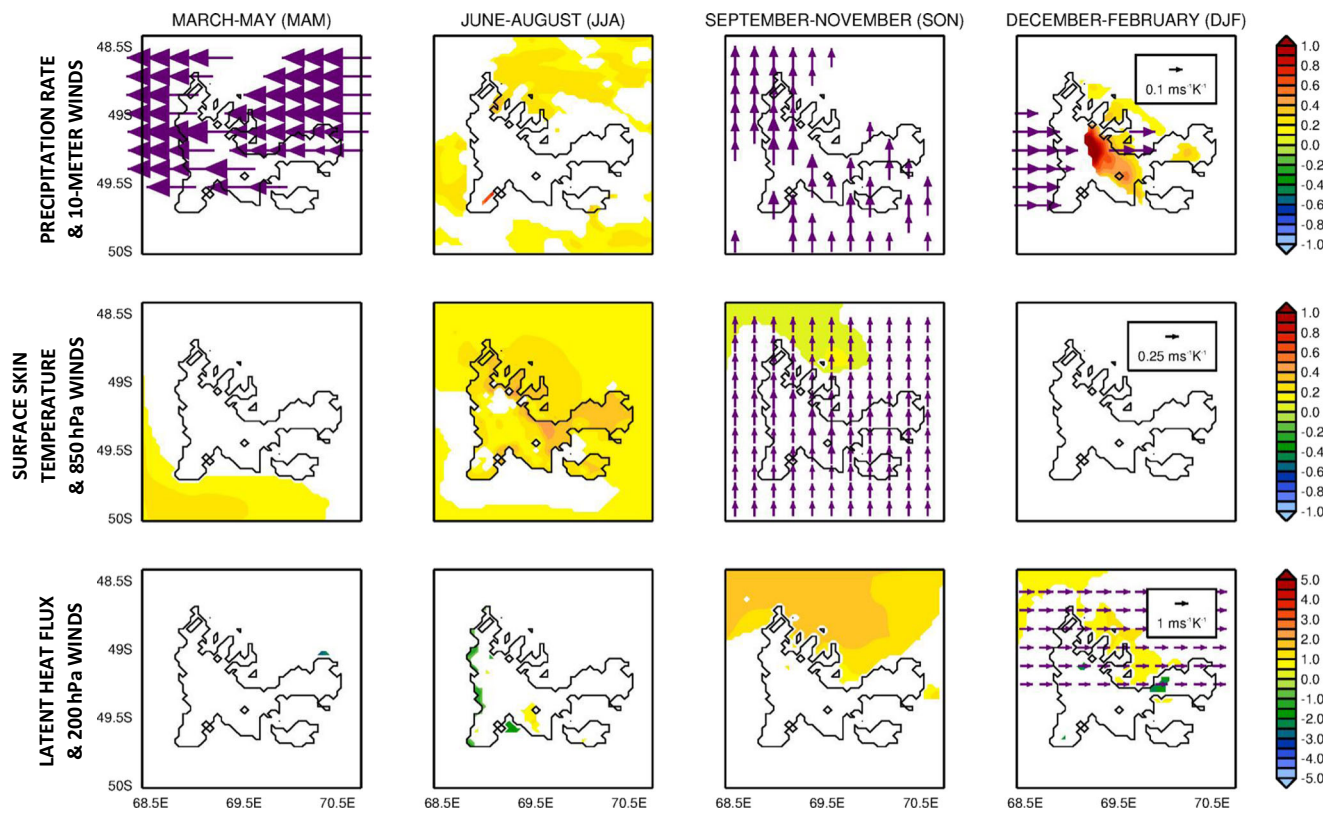 MARCH-MAY (MAM)
JUNE-AUGUST (JJA)
SEPTEMBER-NOVEMBER (SON)
DECEMBER-FEBRUARY (DJF)
PRECIPITATION RATE
& 10-METER WINDS
48.5S
49S
49.5S
50S
0.1 ms⁻¹K⁻¹
1.0
0.8
0.6
0.4
0.2
0.0
-0.2
-0.4
-0.6
-0.8
-1.0
SURFACE SKIN
TEMPERATURE
& 850 hPa WINDS
48.5S
49S
49.5S
50S
0.25 ms⁻¹K⁻¹
1.0
0.8
0.6
0.4
0.2
0.0
-0.2
-0.4
-0.6
-0.8
-1.0
LATENT HEAT FLUX
& 200 hPa WINDS
48.5S
49S
49.5S
50S
1 ms⁻¹K⁻¹
5.0
4.0
3.0
2.0
1.0
0.0
-1.0
-2.0
-3.0
-4.0
-5.0
68.5E 69.5E 70.5E
68.5E 69.5E 70.5E
68.5E 69.5E 70.5E
68.5E 69.5E 70.5E